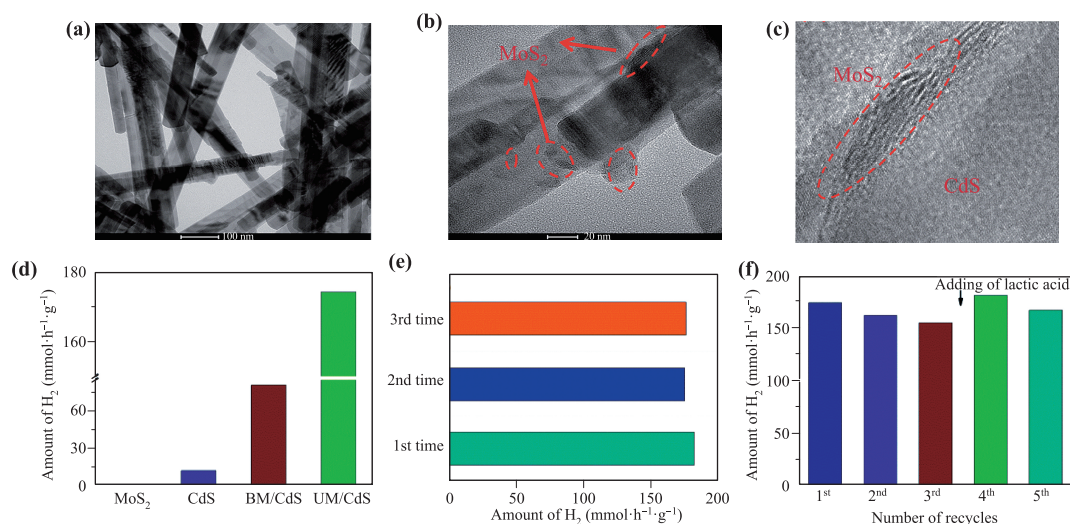 (a)
100 nm
(b)
MoS2
20 nm
(c)
MoS2
CdS
(d)
Amount of H2 (mmol·h−1·g−1)
180
160
60
30
0
MoS2 CdS BM/CdS UM/CdS
(e)
3rd time
2nd time
1st time
0 50 100 150 200
Amount of H2 (mmol·h−1·g−1)
(f)
Amount of H2 (mmol·h−1·g−1)
200
150
100
50
0
Adding of lactic acid
1st 2nd 3rd 4th 5th
Number of recycles